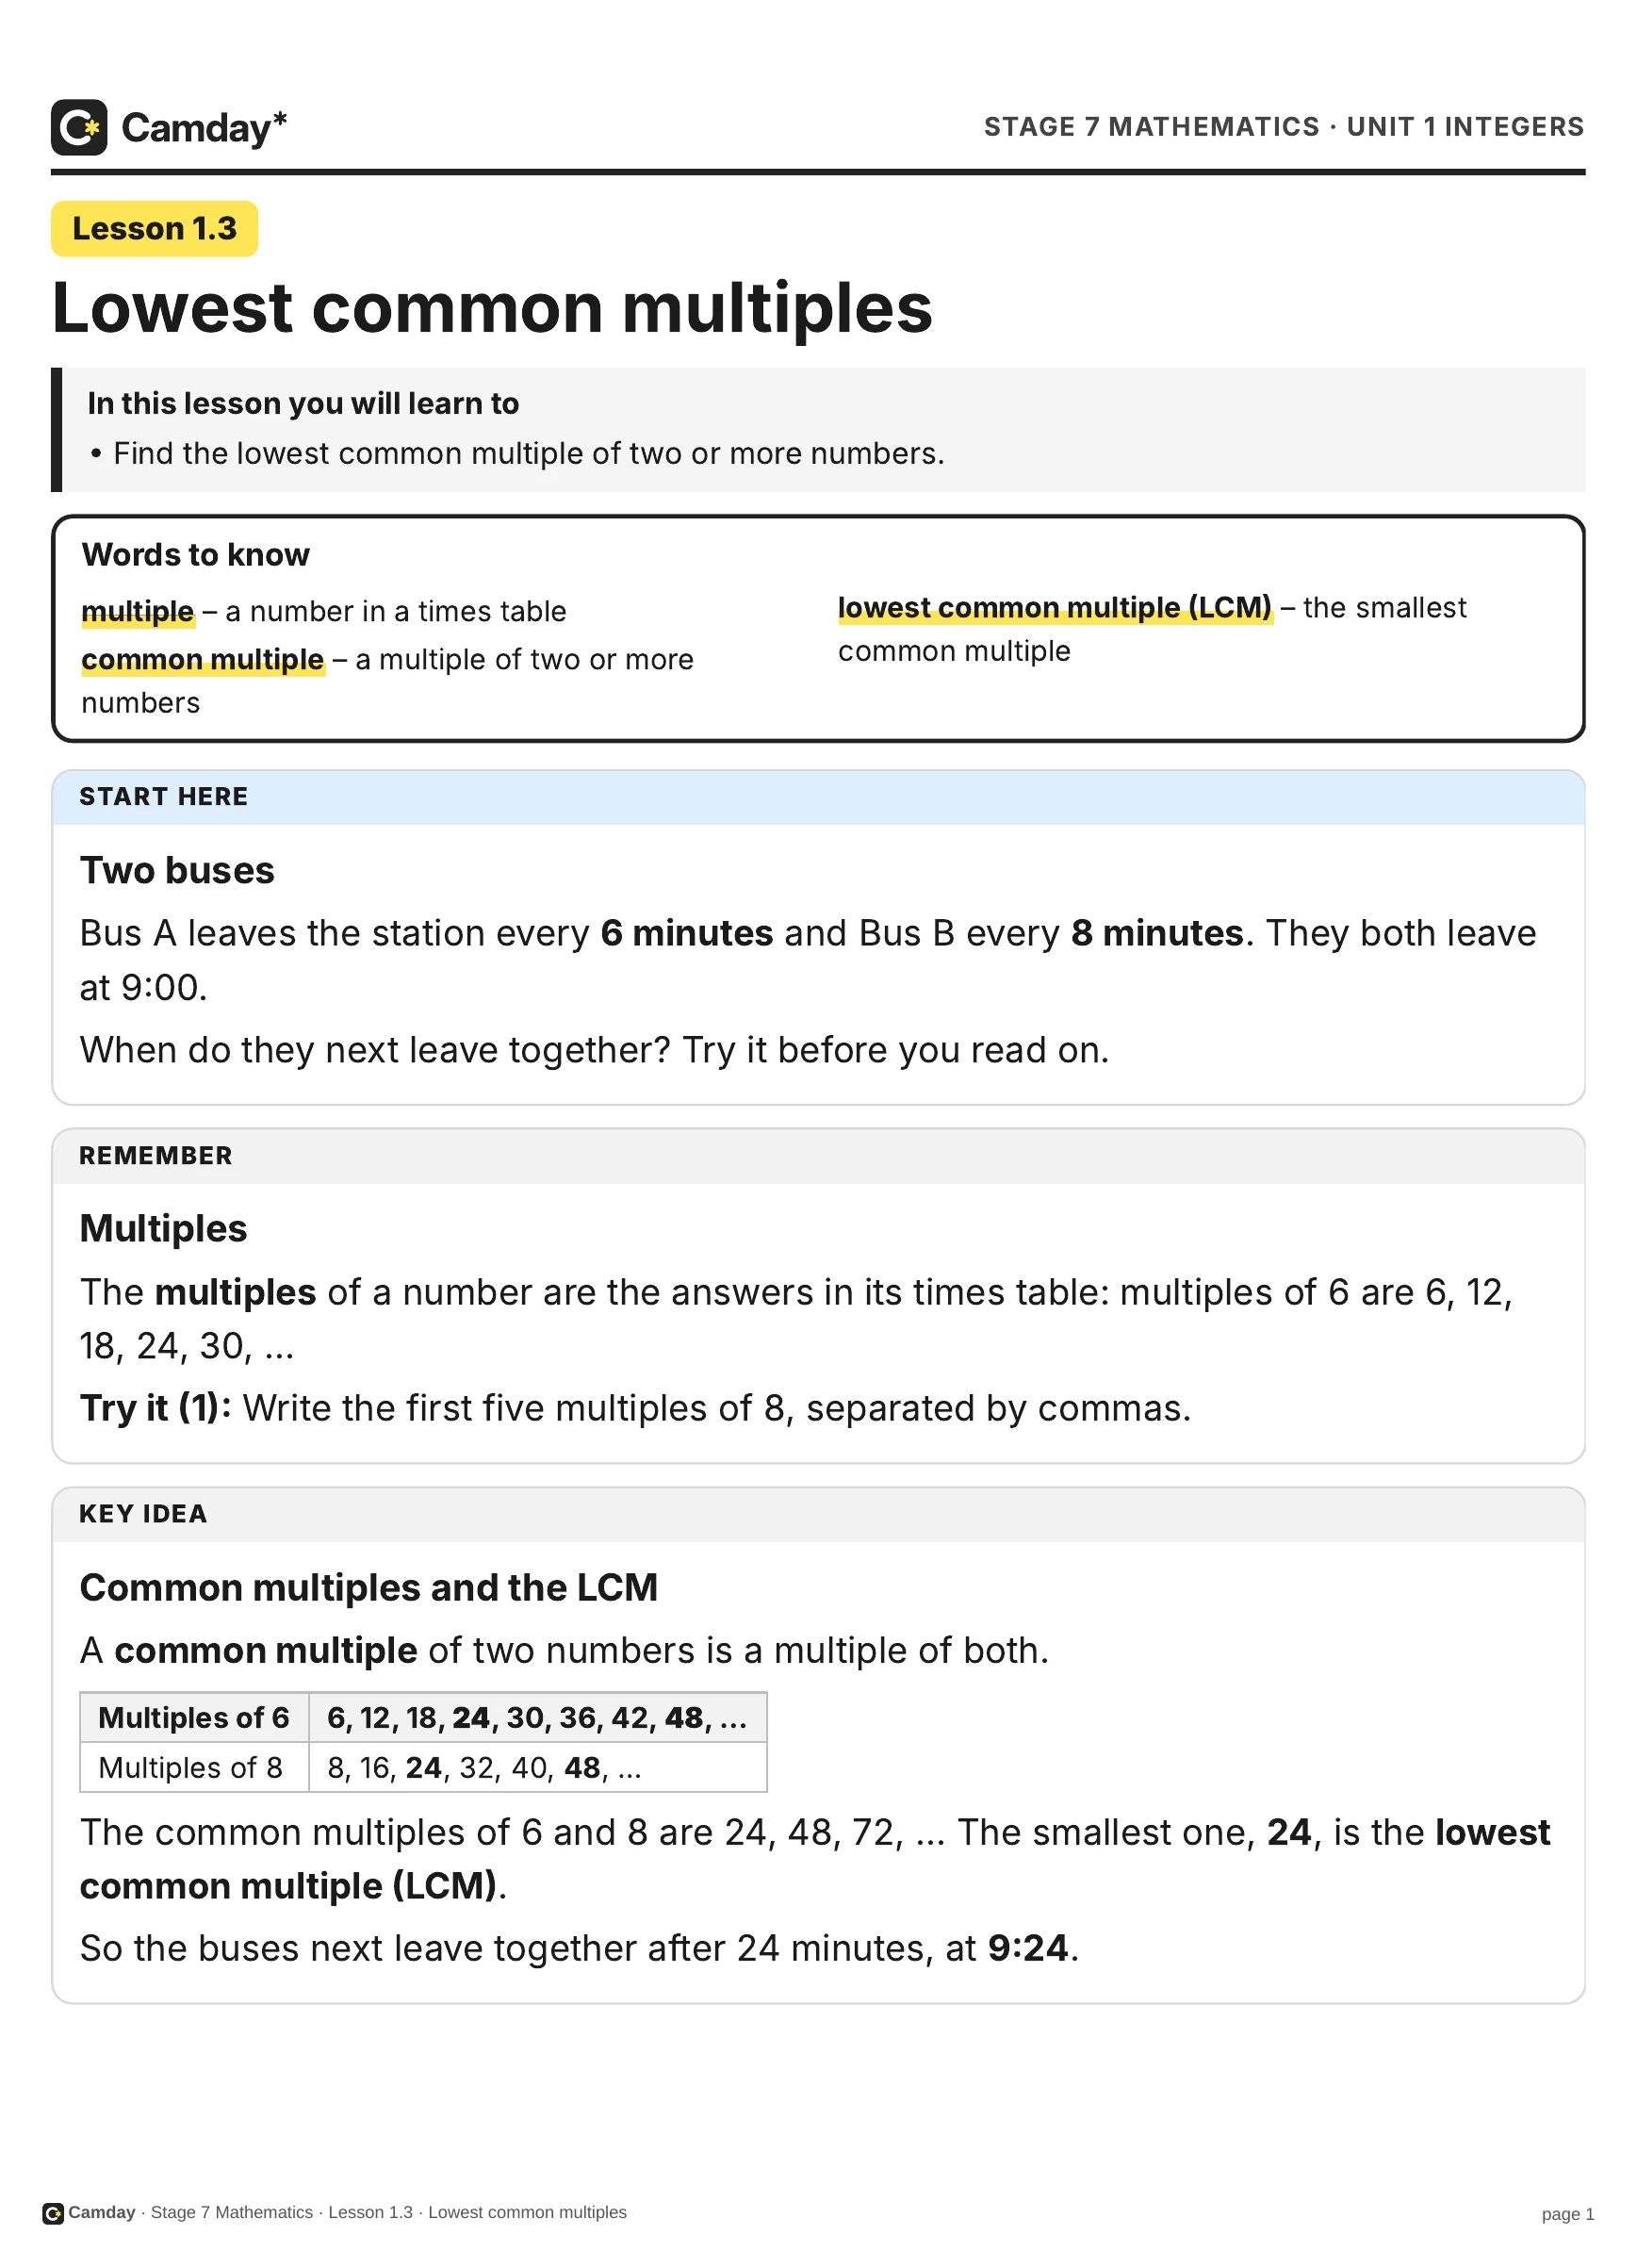 Camday*
STAGE 7 MATHEMATICS · UNIT 1 INTEGERS
Lesson 1.3
Lowest common multiples
In this lesson you will learn to
• Find the lowest common multiple of two or more numbers.
Words to know
multiple – a number in a times table
common multiple – a multiple of two or more
numbers
lowest common multiple (LCM) – the smallest
common multiple
START HERE
Two buses
Bus A leaves the station every 6 minutes and Bus B every 8 minutes. They both leave
at 9:00.
When do they next leave together? Try it before you read on.
REMEMBER
Multiples
The multiples of a number are the answers in its times table: multiples of 6 are 6, 12,
18, 24, 30, ...
Try it (1): Write the first five multiples of 8, separated by commas.
KEY IDEA
Common multiples and the LCM
A common multiple of two numbers is a multiple of both.
Multiples of 6 6, 12, 18, 24, 30, 36, 42, 48, ...
Multiples of 8 8, 16, 24, 32, 40, 48, ...
The common multiples of 6 and 8 are 24, 48, 72, ... The smallest one, 24, is the lowest
common multiple (LCM).
So the buses next leave together after 24 minutes, at 9:24.
Camday · Stage 7 Mathematics · Lesson 1.3 · Lowest common multiples
page 1